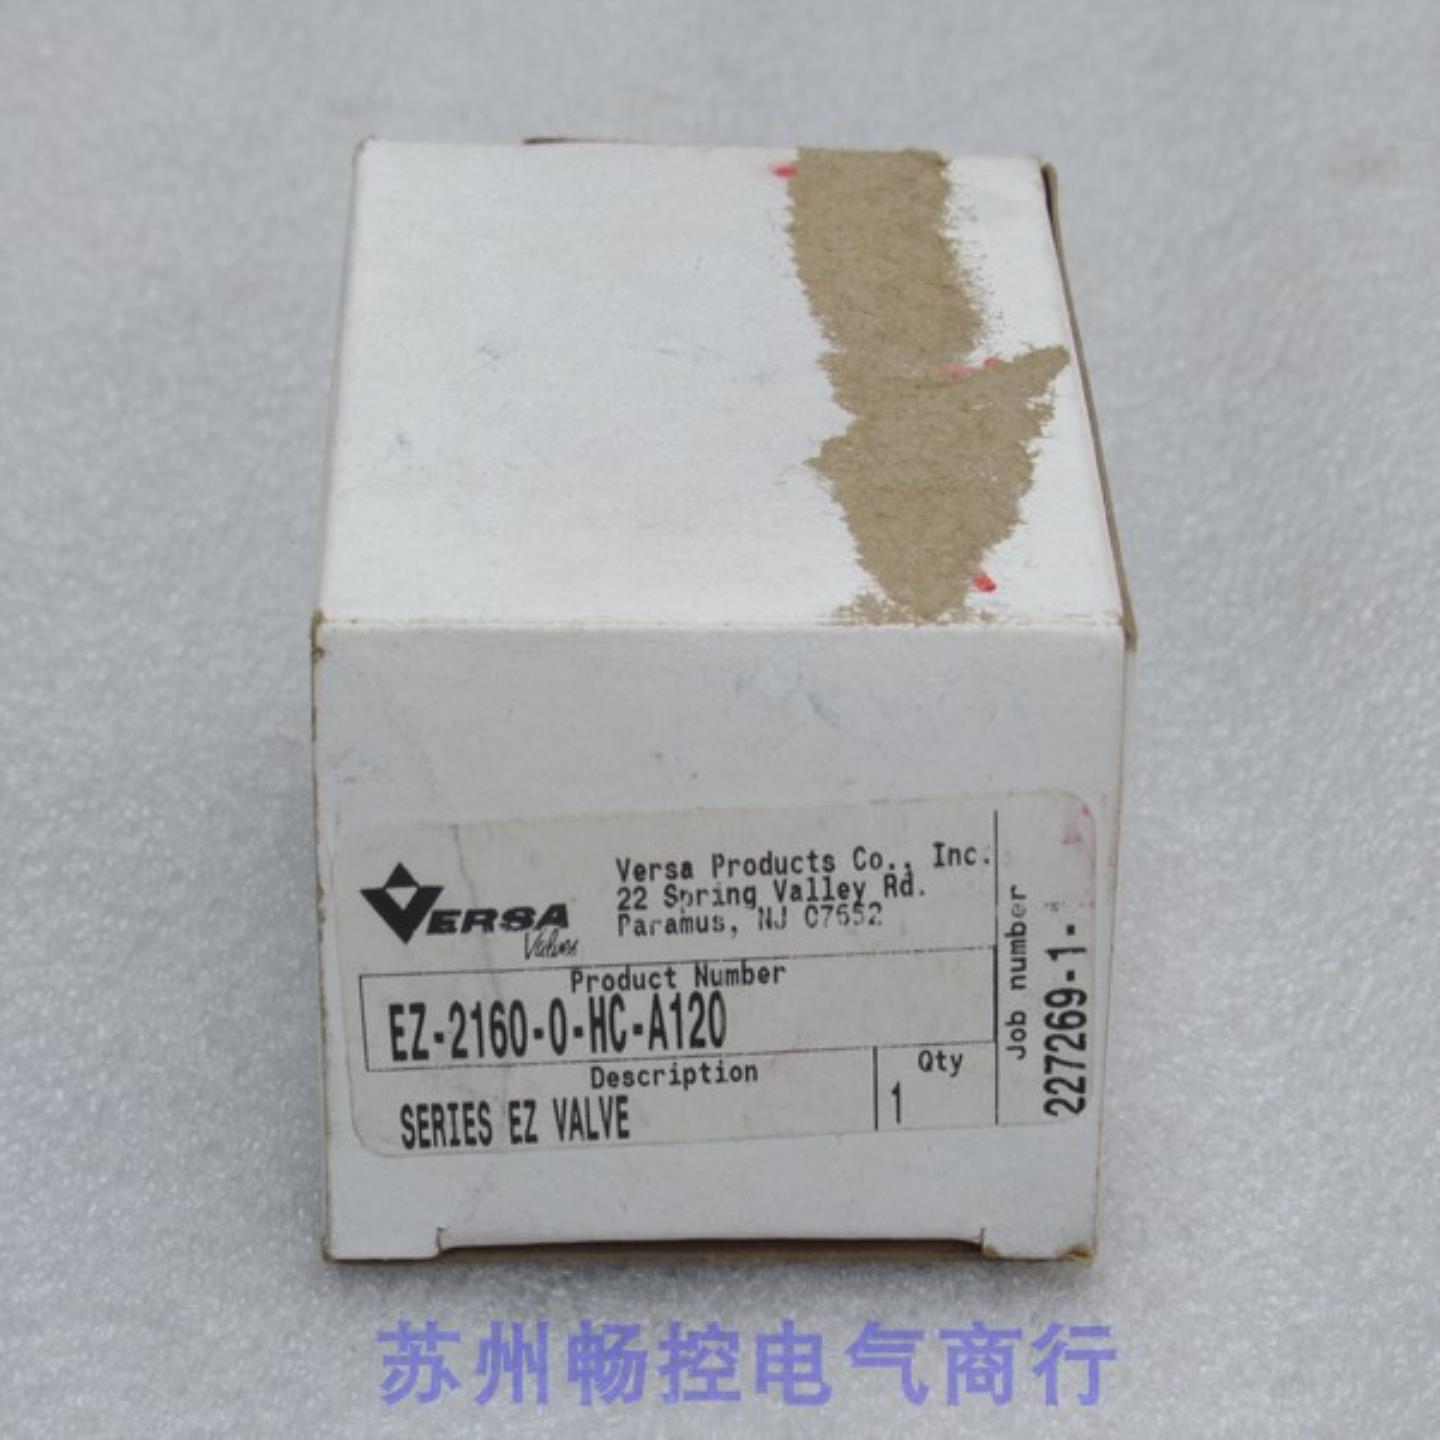 VERSA
Valves
Versa Products Co., Inc.
22 Spring Valley Rd.
Paramus, NJ 07652
Product Number
EZ-2160-0-HC-A120
Description
SERIES EZ VALVE
Qty
1
Job number
227269-1-
苏州畅控电气商行